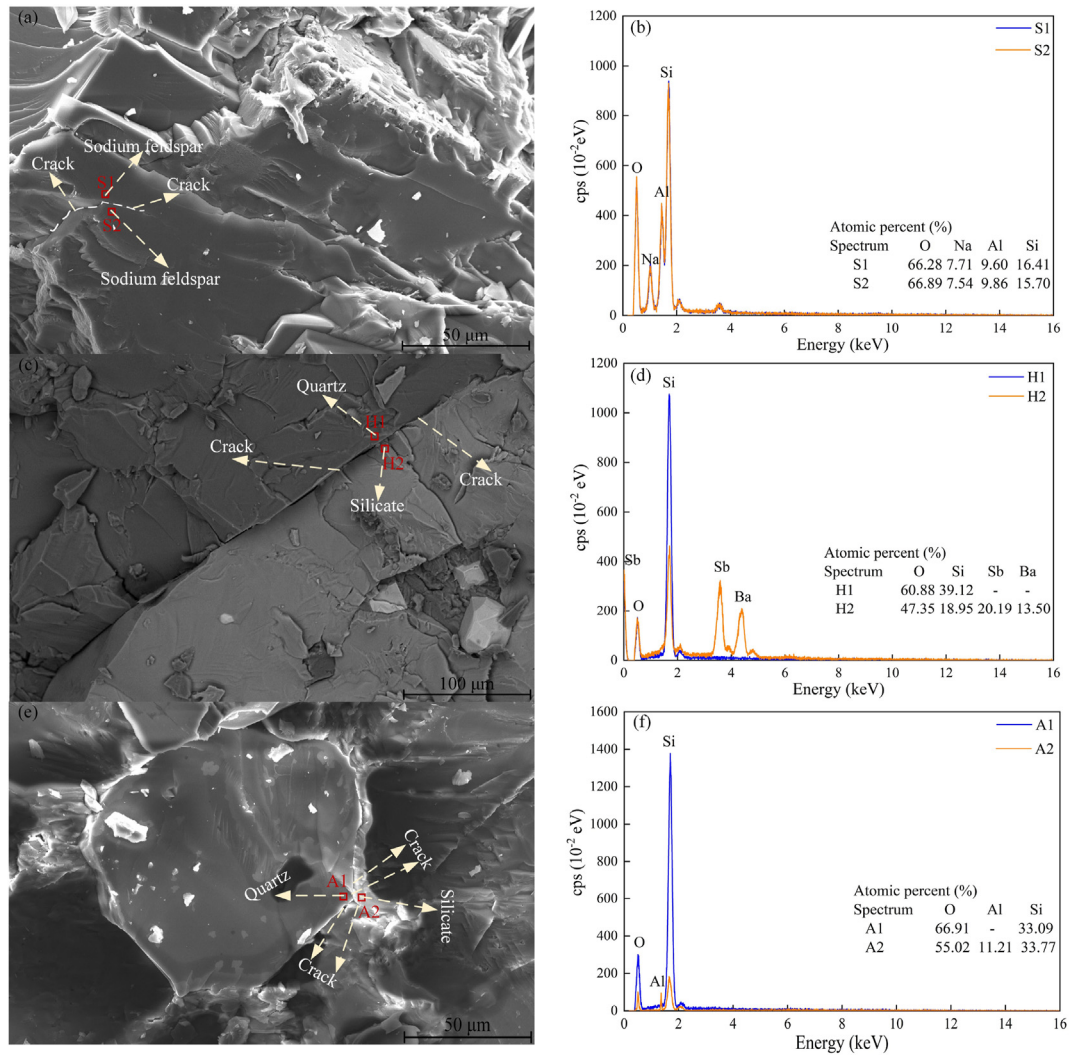 (a)
Sodium feldspar
Crack
S1
Crack
S2
Sodium feldspar
50 μm
(b)
S1
S2
1200
1000
800
600
400
200
0
cps (10⁻²eV)
Si
O
Al
Na
Atomic percent (%)
Spectrum O Na Al Si
S1 66.28 7.71 9.60 16.41
S2 66.89 7.54 9.86 15.70
0 2 4 6 8 10 12 14 16
Energy (keV)
(c)
Quartz
H1
Crack
H2
Crack
Silicate
100 μm
(d)
H1
H2
1200
1000
800
600
400
200
0
cps (10⁻² eV)
Si
Sb
Sb
Ba
O
Atomic percent (%)
Spectrum O Si Sb Ba
H1 60.88 39.12 - -
H2 47.35 18.95 20.19 13.50
0 2 4 6 8 10 12 14 16
Energy (keV)
(e)
Crack
Quartz
A1
A2
Silicate
Crack
50 μm
(f)
A1
A2
1600
1400
1200
1000
800
600
400
200
0
cps (10⁻² eV)
Si
O
Al
Atomic percent (%)
Spectrum O Al Si
A1 66.91 - 33.09
A2 55.02 11.21 33.77
0 2 4 6 8 10 12 14 16
Energy (keV)